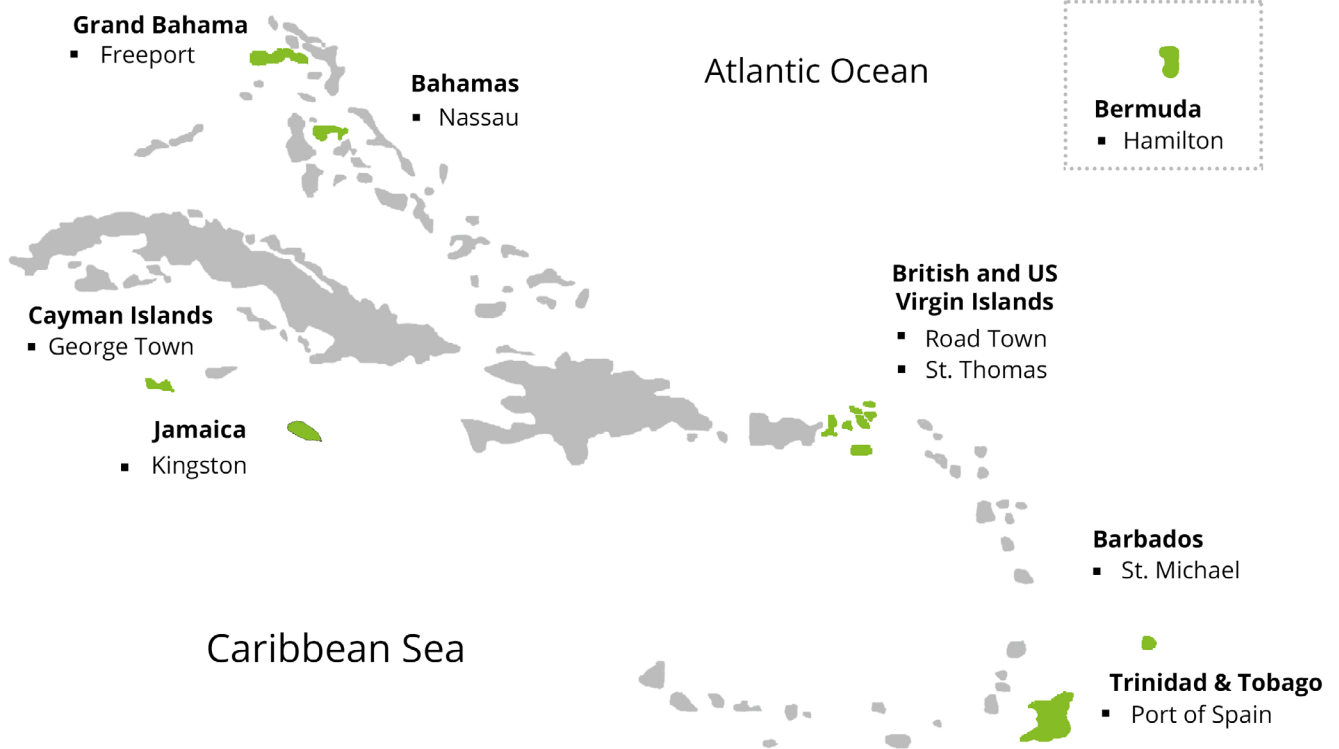 Grand Bahama
▪ Freeport
Bahamas
▪ Nassau
Atlantic Ocean
Bermuda
▪ Hamilton
British and US
Virgin Islands
▪ Road Town
▪ St. Thomas
Cayman Islands
▪ George Town
Jamaica
▪ Kingston
Barbados
▪ St. Michael
Caribbean Sea
Trinidad & Tobago
▪ Port of Spain